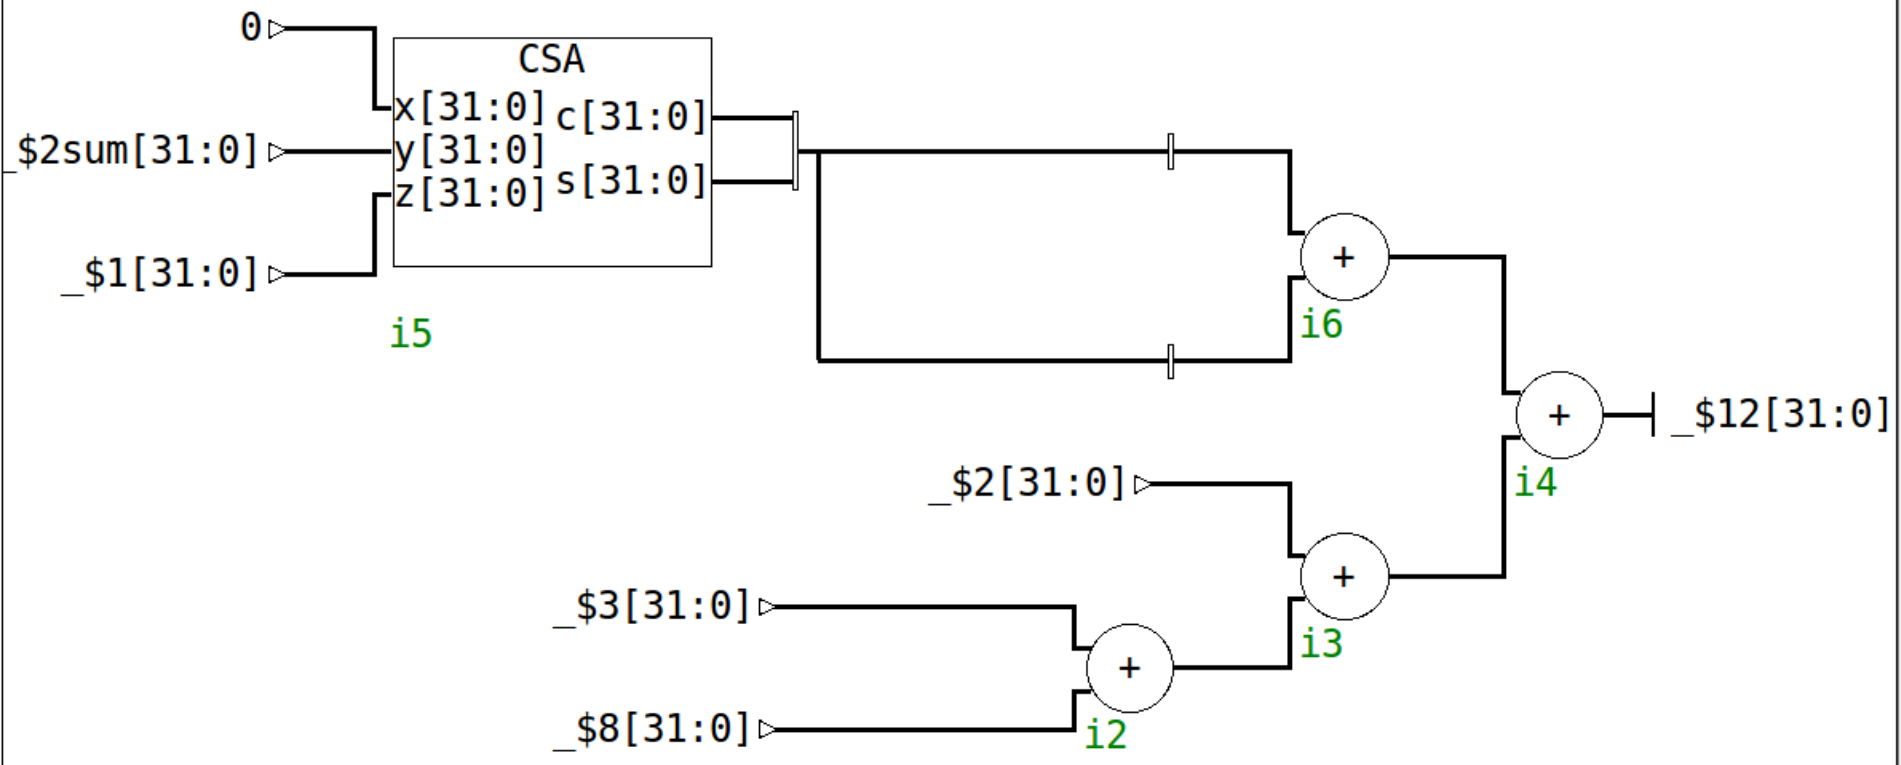 0
CSA
x[31:0]
c[31:0]
_$2sum[31:0]
y[31:0]
s[31:0]
z[31:0]
_$1[31:0]
i5
+
i6
+
_$12[31:0]
i4
_$2[31:0]
+
i3
_$3[31:0]
+
i2
_$8[31:0]